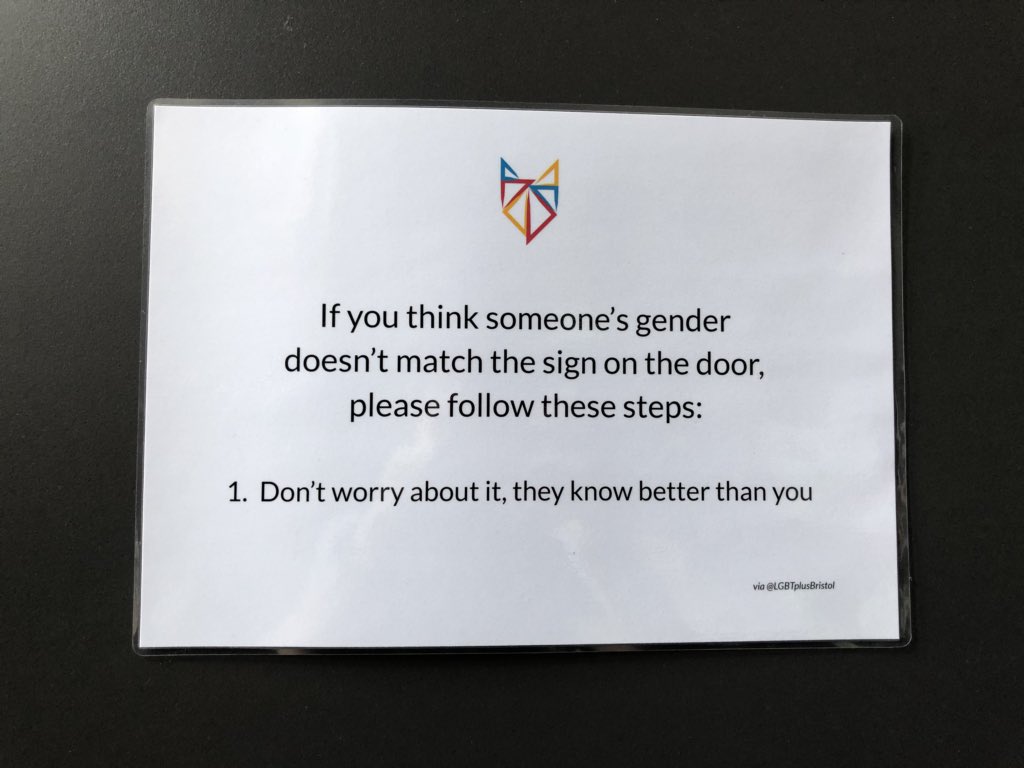 If you think someone’s gender
doesn’t match the sign on the door,
please follow these steps:
1. Don’t worry about it, they know better than you
via @LGBTplusBristol